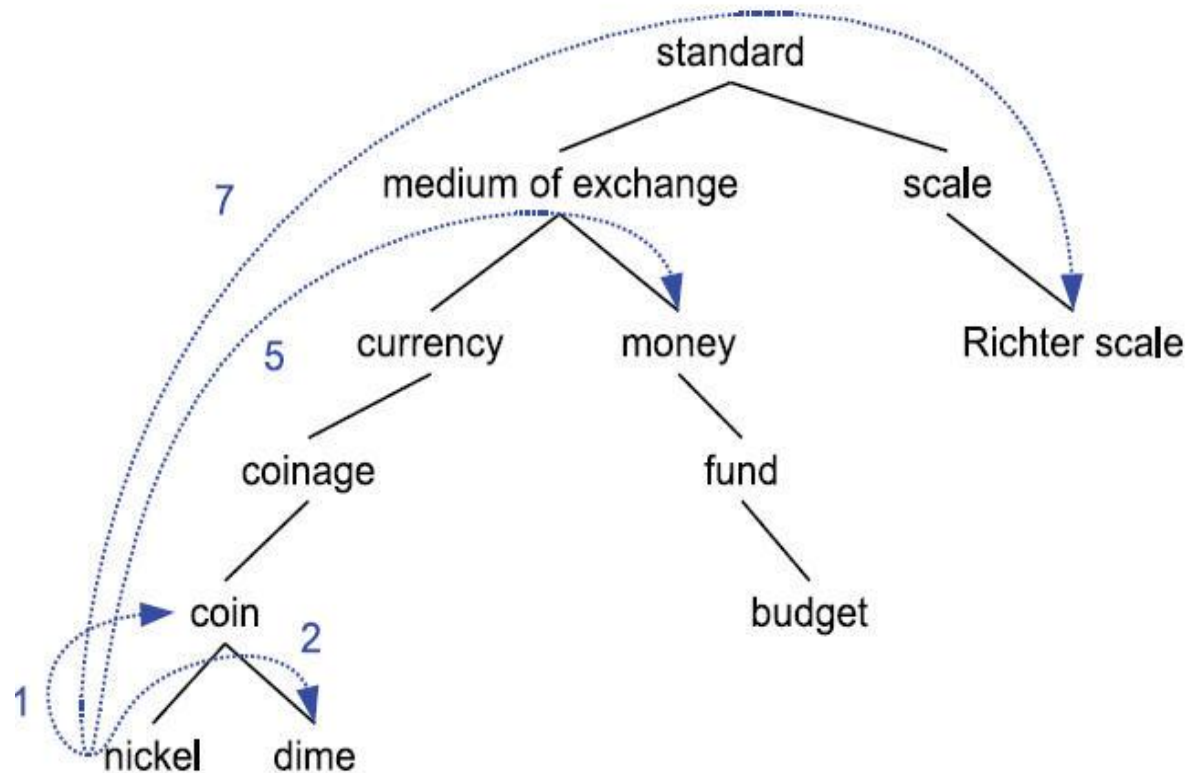 standard
medium of exchange
scale
7
currency
money
Richter scale
5
coinage
fund
coin
budget
2
1
nickel
dime